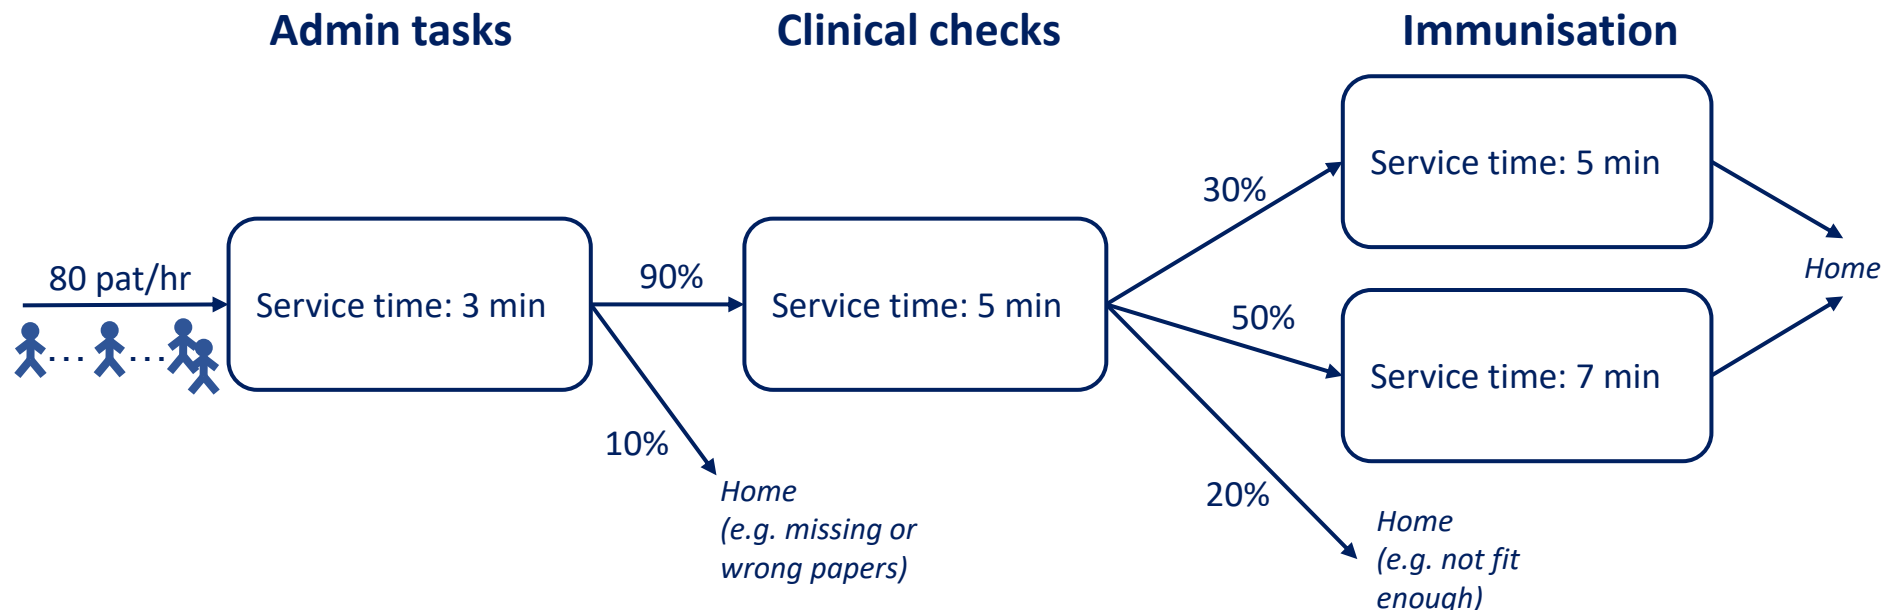 Admin tasks
Clinical checks
Immunisation
80 pat/hr
Service time: 3 min
90%
10%
Home
(e.g. missing or
wrong papers)
Service time: 5 min
30%
50%
20%
Service time: 5 min
Service time: 7 min
Home
Home
(e.g. not fit
enough)